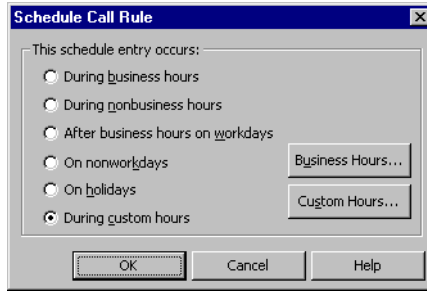 Schedule Call Rule
This schedule entry occurs:
During business hours
During nonbusiness hours
After business hours on workdays
On nonworkdays
Business Hours...
On holidays
Custom Hours...
During custom hours
OK Cancel Help